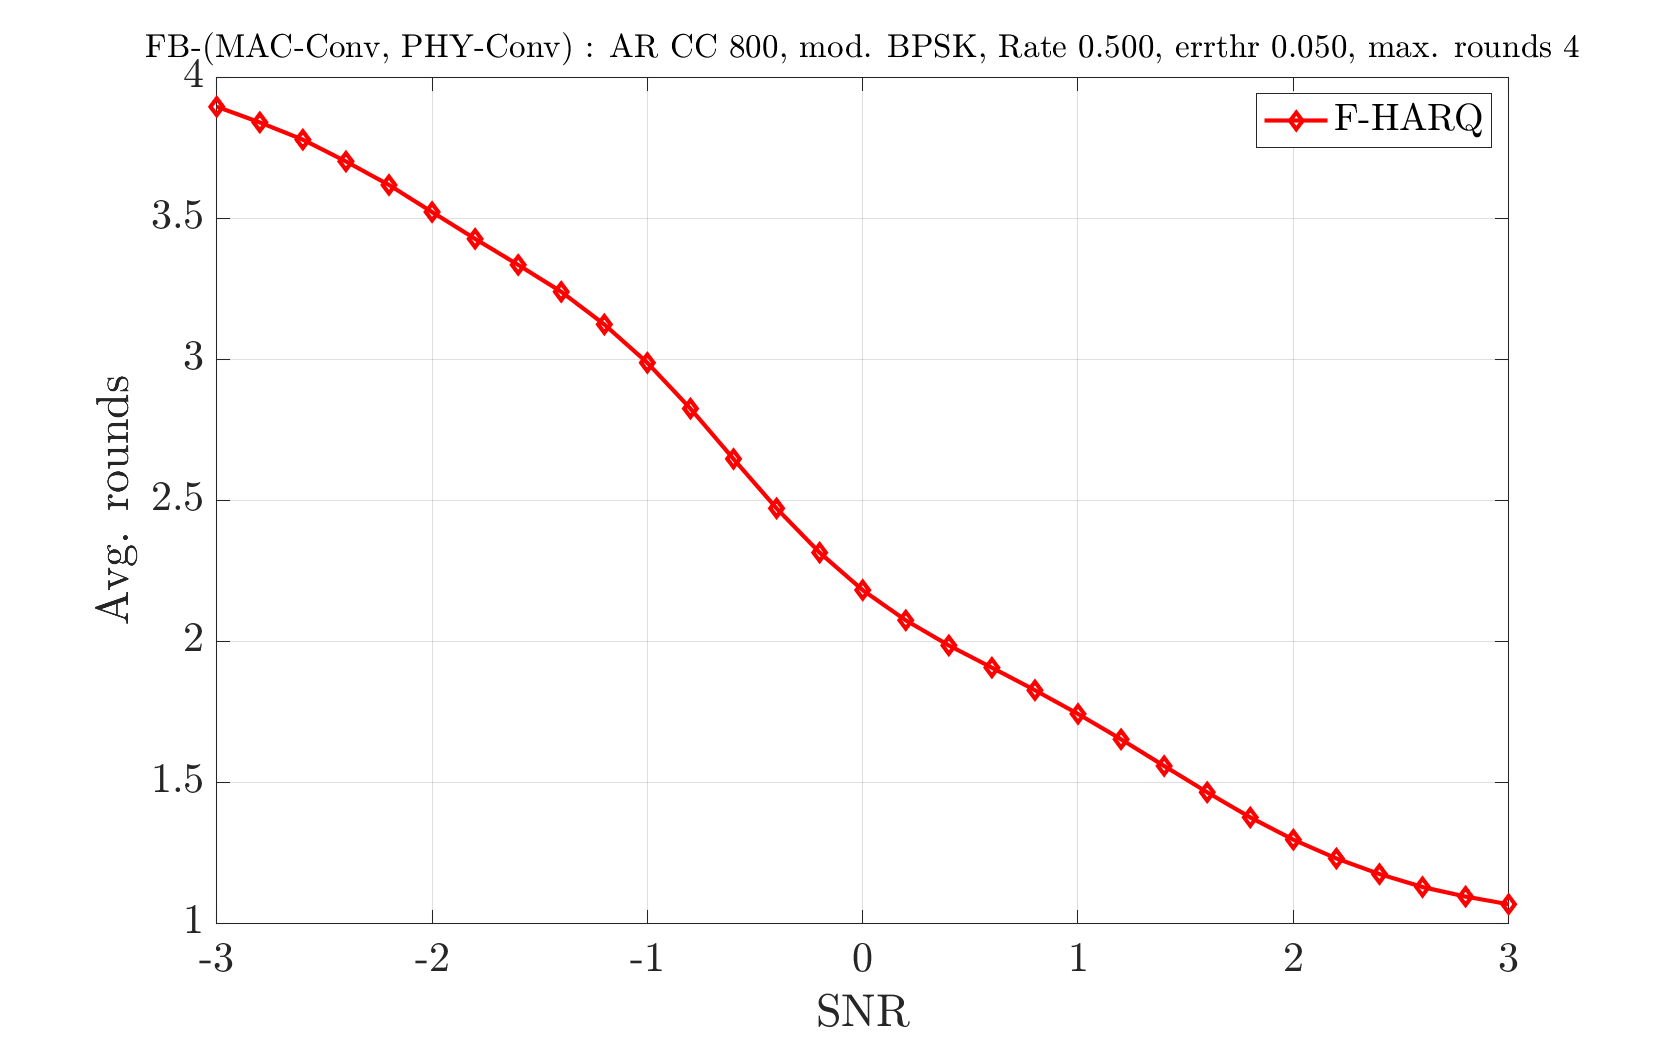 FB-(MAC-Conv, PHY-Conv) : AR CC 800, mod. BPSK, Rate 0.500, errthr 0.050, max. rounds 4
F-HARQ
4
3.5
3
2.5
2
1.5
1
Avg. rounds
-3 -2 -1 0 1 2 3
SNR